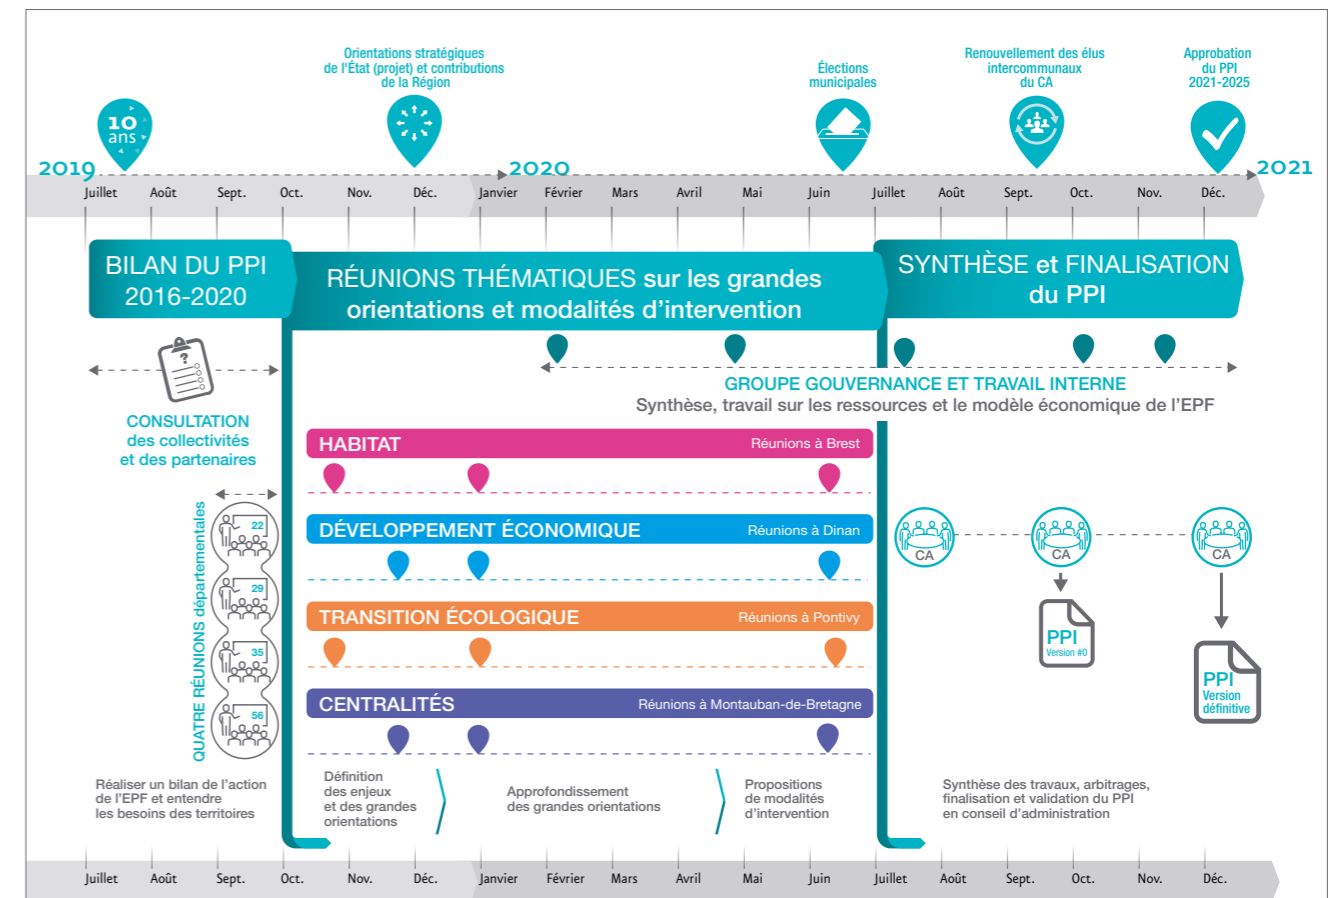 Orientations stratégiques
de l'État (projet) et contributions
de la Région
Élections
municipales
Renouvellement des élus
intercommunaux
du CA
Approbation
du PPI
2021-2025
10
ans
2019
2020
2021
Juillet Août Sept. Oct. Nov. Déc. Janvier Février Mars Avril Mai Juin Juillet Août Sept. Oct. Nov. Déc.
BILAN DU PPI
2016-2020
RÉUNIONS THÉMATIQUES sur les grandes
orientations et modalités d'intervention
SYNTHÈSE et FINALISATION
du PPI
?
CONSULTATION
des collectivités
et des partenaires
GROUPE GOUVERNANCE ET TRAVAIL INTERNE
Synthèse, travail sur les ressources et le modèle économique de l'EPF
QUATRE RÉUNIONS départementales
22
29
35
56
HABITAT Réunions à Brest
DÉVELOPPEMENT ÉCONOMIQUE Réunions à Dinan
TRANSITION ÉCOLOGIQUE Réunions à Pontivy
CENTRALITÉS Réunions à Montauban-de-Bretagne
CA
CA
CA
PPI
Version #0
PPI
Version
définitive
Réaliser un bilan de l'action
de l'EPF et entendre
les besoins des territoires
Définition
des enjeux
et des grandes
orientations
Approfondissement
des grandes orientations
Propositions
de modalités
d'intervention
Synthèse des travaux, arbitrages,
finalisation et validation du PPI
en conseil d'administration
Juillet Août Sept. Oct. Nov. Déc. Janvier Février Mars Avril Mai Juin Juillet Août Sept. Oct. Nov. Déc.